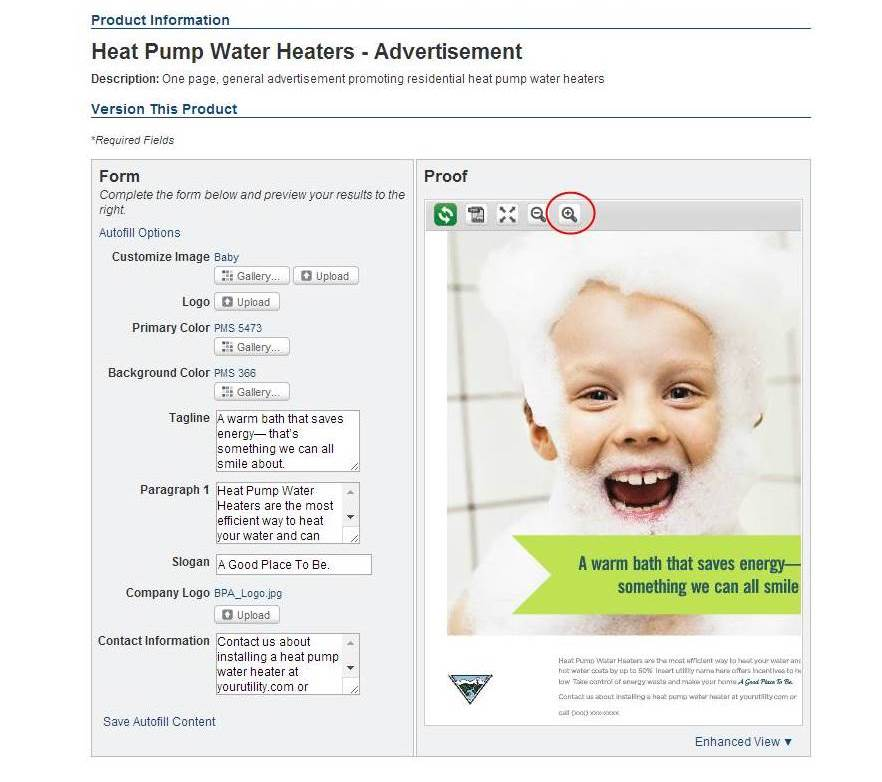 Product Information
Heat Pump Water Heaters - Advertisement
Description: One page, general advertisement promoting residential heat pump water heaters
Version This Product
*Required Fields
Form
Complete the form below and preview your results to the
right.
Autofill Options
Customize Image Baby
Gallery... Upload
Logo Upload
Primary Color PMS 5473
Gallery...
Background Color PMS 366
Gallery...
Tagline A warm bath that saves
energy— that's
something we can all
smile about.
Paragraph 1 Heat Pump Water
Heaters are the most
efficient way to heat
your water and can
Slogan A Good Place To Be.
Company Logo BPA_Logo.jpg
Upload
Contact Information Contact us about
installing a heat pump
water heater at
yourutility.com or
Save Autofill Content
Proof
A warm bath that saves energy—
something we can all smile
Heat Pump Water Heaters are the most efficient way to heat your water and
hot water costs by up to 50%. Insert utility name here offers incentives to
low. Take control of energy waste and make your home A Good Place To Be.
Contact us about installing a heat pump water heater at yourutility.com or
call (xxx) xxx-xxxx
Enhanced View ▼